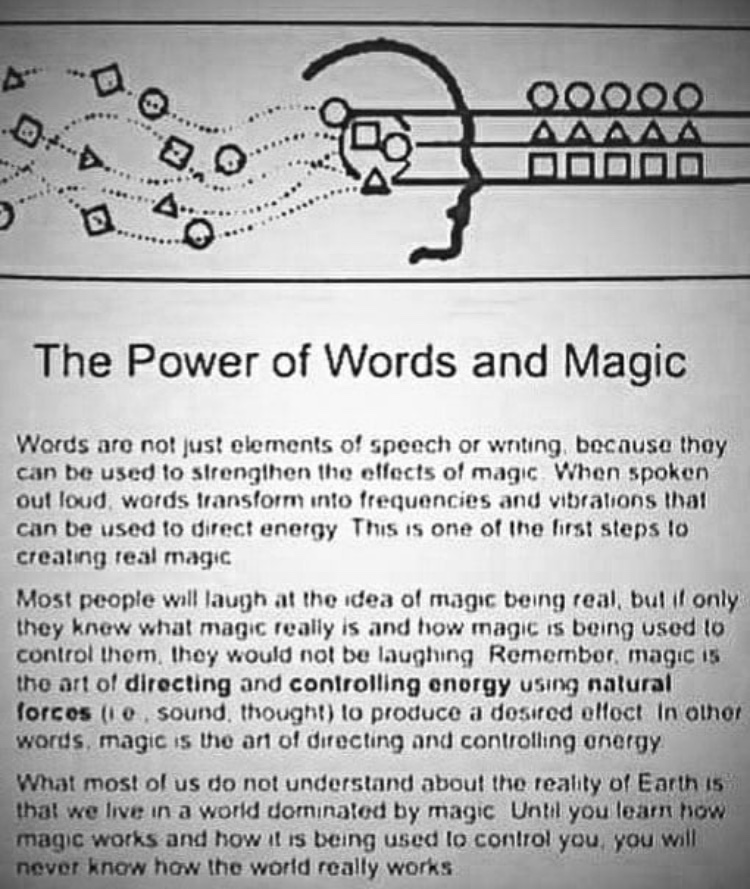 The Power of Words and Magic
Words are not just elements of speech or writing, because they
can be used to strengthen the effects of magic. When spoken
out loud, words transform into frequencies and vibrations that
can be used to direct energy. This is one of the first steps to
creating real magic.
Most people will laugh at the idea of magic being real, but if only
they knew what magic really is and how magic is being used to
control them, they would not be laughing. Remember, magic is
the art of directing and controlling energy using natural
forces (i.e., sound, thought) to produce a desired effect. In other
words, magic is the art of directing and controlling energy.
What most of us do not understand about the reality of Earth is
that we live in a world dominated by magic. Until you learn how
magic works and how it is being used to control you, you will
never know how the world really works.